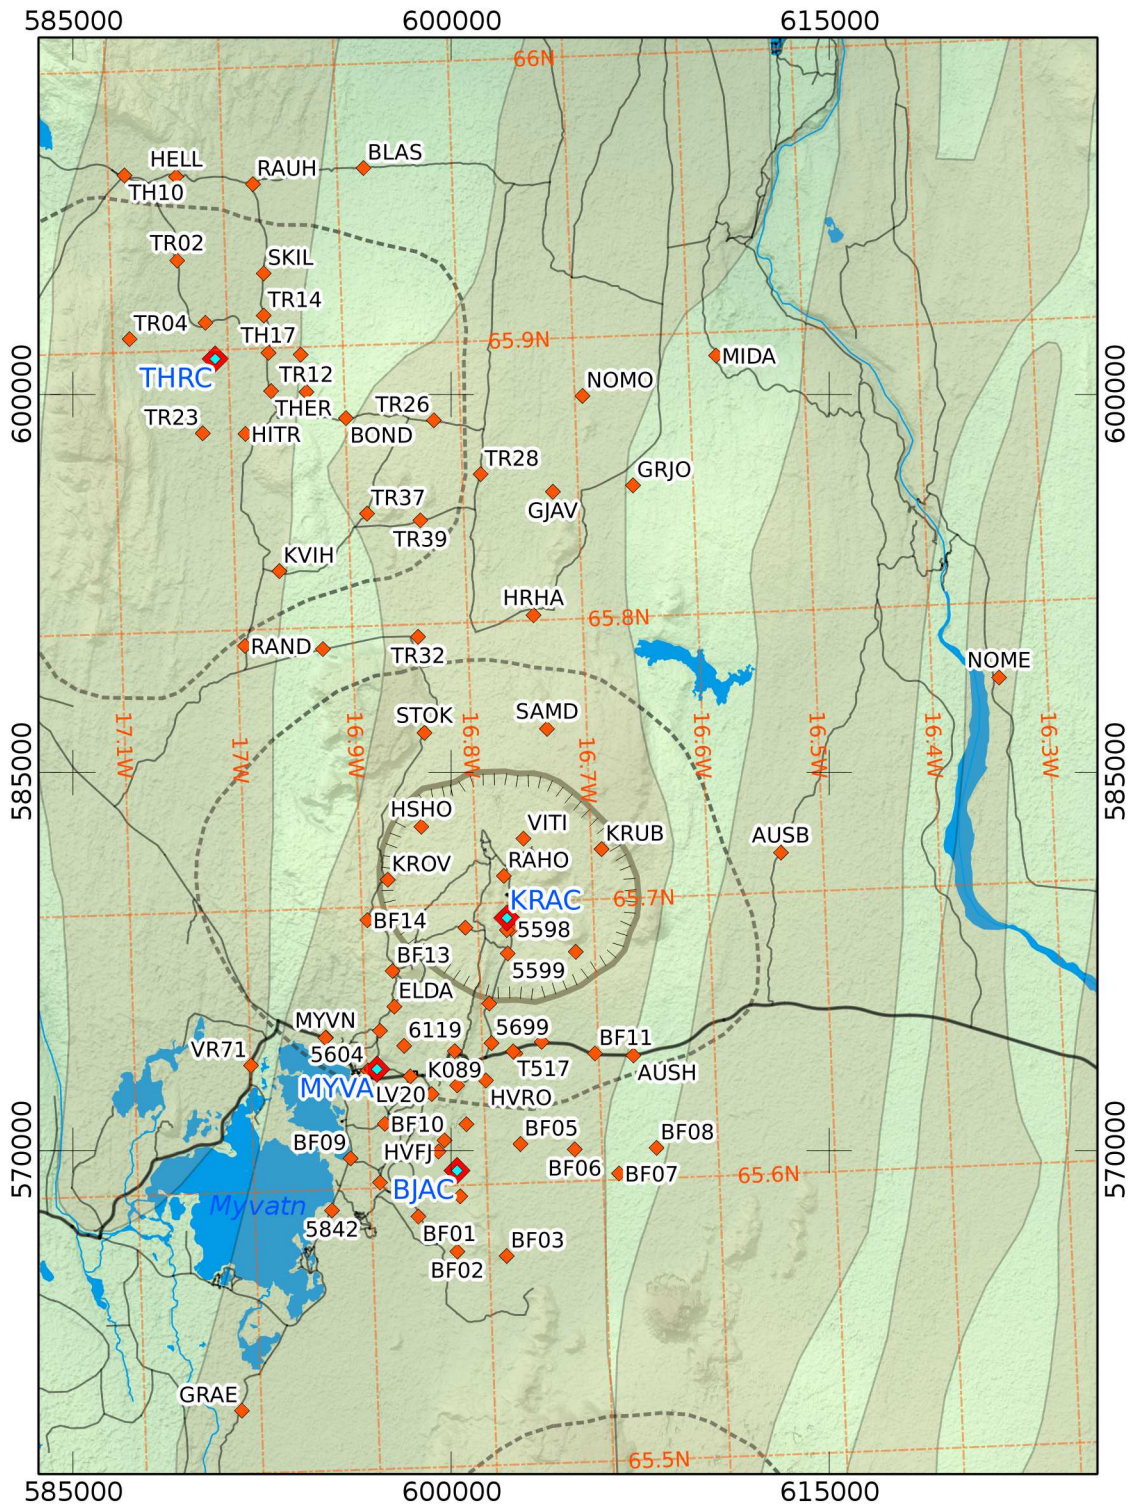 585000 600000 615000
66N
HELL
RAUH
BLAS
TH10
TR02
SKIL
TR14
TR04
TH17
65.9N
THRC
TR12
MIDA
NOMO
600000
600000
THER
TR26
TR23
HITR
BOND
TR28
GRJO
TR37
GJAV
TR39
KVIH
HRHA
65.8N
RAND
TR32
NOME
STOK
SAMD
17.1W
17W
16.9W
16.8W
16.7W
16.6W
16.5W
16.4W
16.3W
585000
585000
HSHO
VITI
KRUB
AUSB
KROV
RAHO
KRAC
65.7N
BF14
5598
BF13
5599
ELDA
MYVN
6119
5699
BF11
VR71
5604
K089
T517
AUSH
MYVA
LV20
HVRO
BF10
BF05
BF08
BF09
HVFJ
BF06
BF07
570000
570000
65.6N
BJAC
Myvatn
5842
BF01
BF03
BF02
GRAE
65.5N
585000 600000 615000